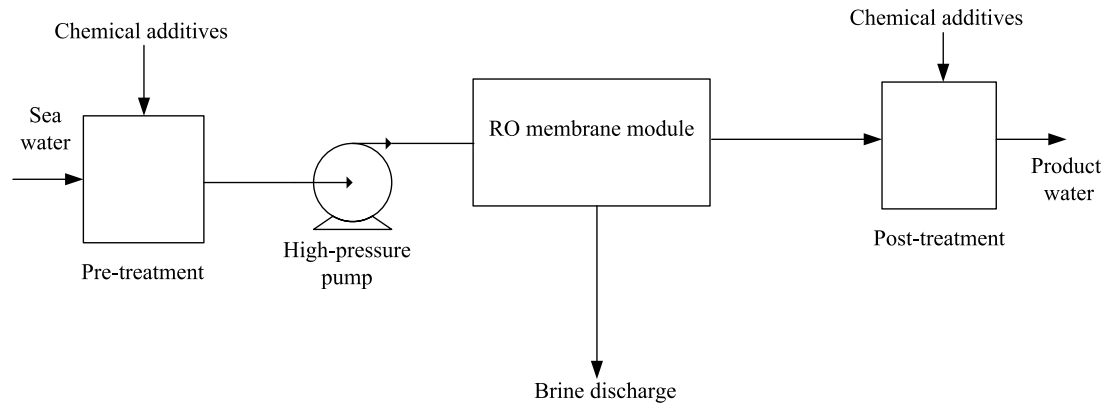 Chemical additives
Sea
water
Pre-treatment
High-pressure
pump
RO membrane module
Brine discharge
Chemical additives
Post-treatment
Product
water